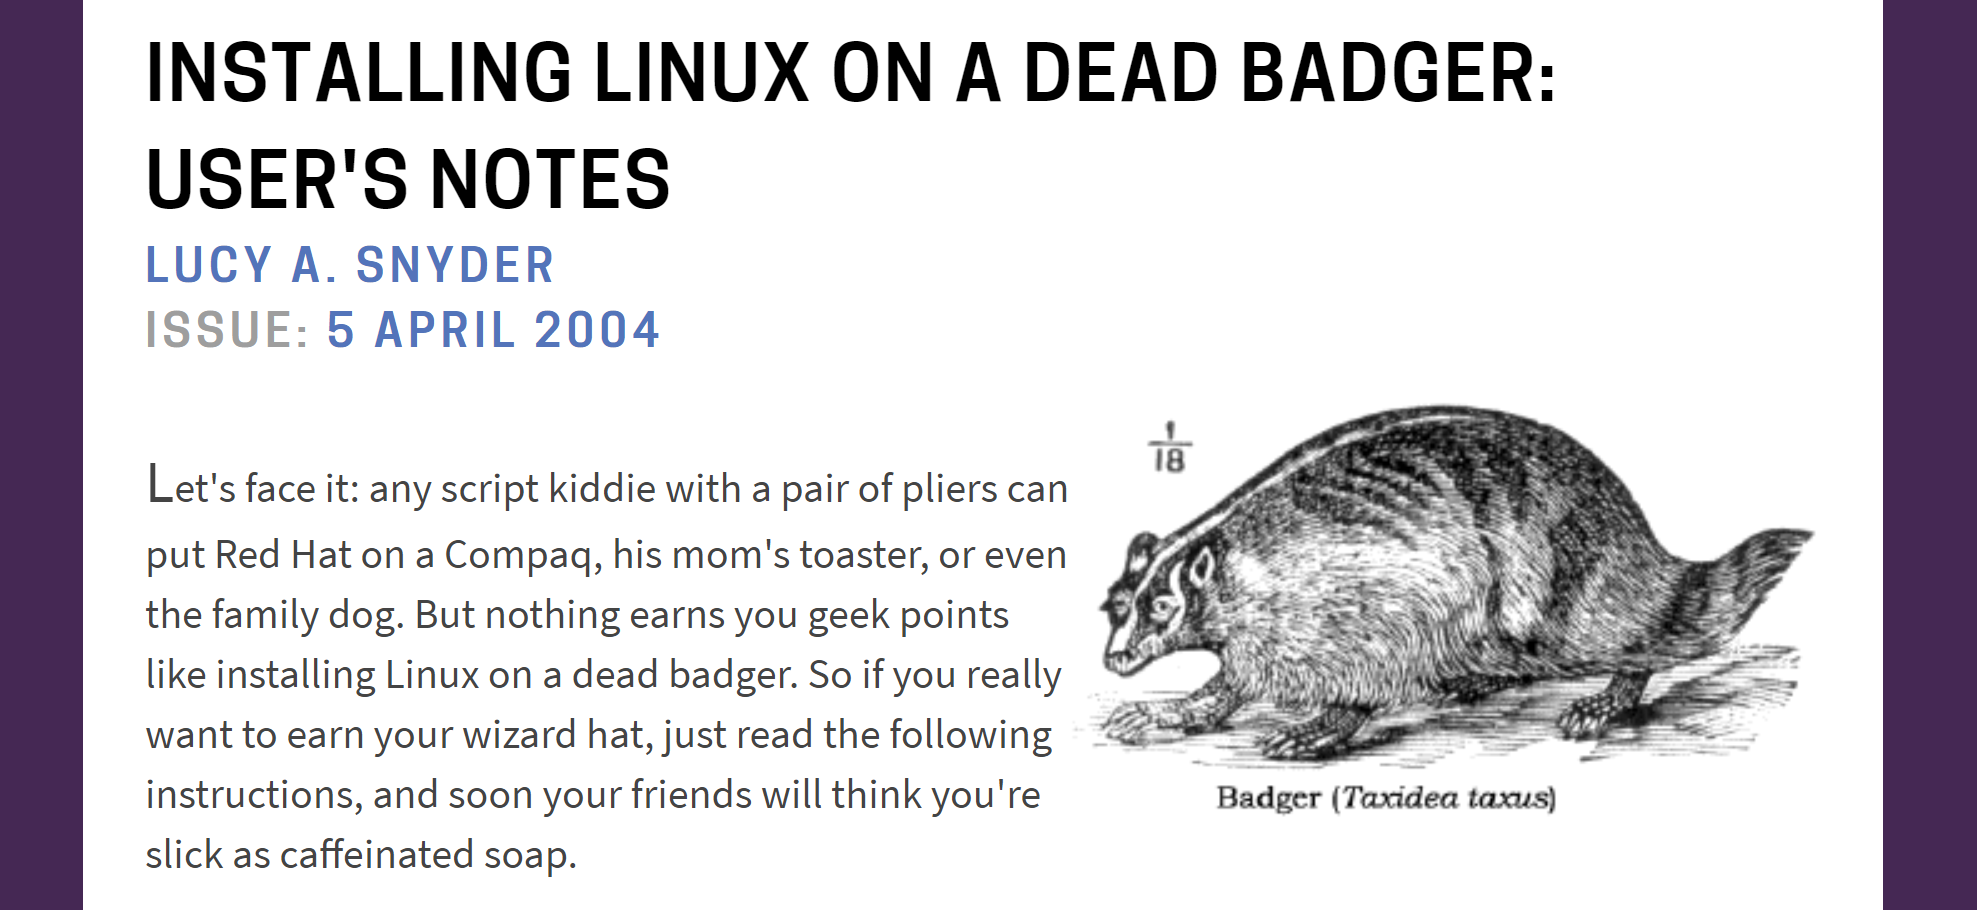 INSTALLING LINUX ON A DEAD BADGER:
USER'S NOTES
LUCY A. SNYDER
ISSUE: 5 APRIL 2004
Let's face it: any script kiddie with a pair of pliers can
put Red Hat on a Compaq, his mom's toaster, or even
the family dog. But nothing earns you geek points
like installing Linux on a dead badger. So if you really
want to earn your wizard hat, just read the following
instructions, and soon your friends will think you're
slick as caffeinated soap.
1/18
Badger (Taxidea taxus)